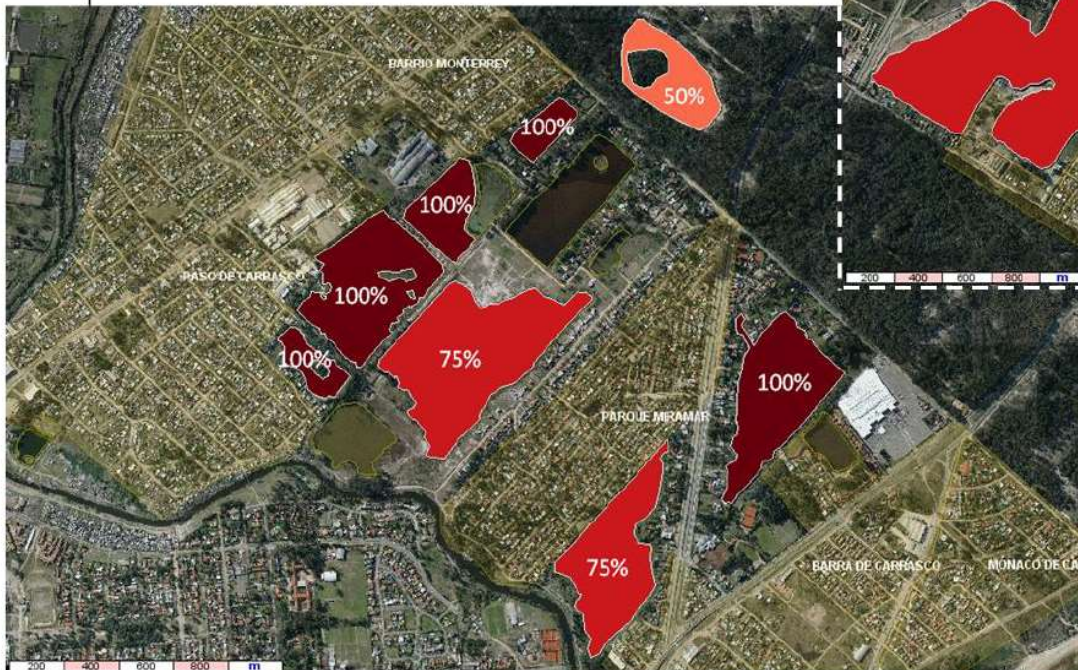 BARRIO MONTERREY
50%
100%
100%
PASO DE CARRASCO
100%
100%
75%
100%
PARQUE MIRAMAR
75%
BARRA DE CARRASCO
MONACO DE CA
200 400 600 800 m
200 400 600 800 m